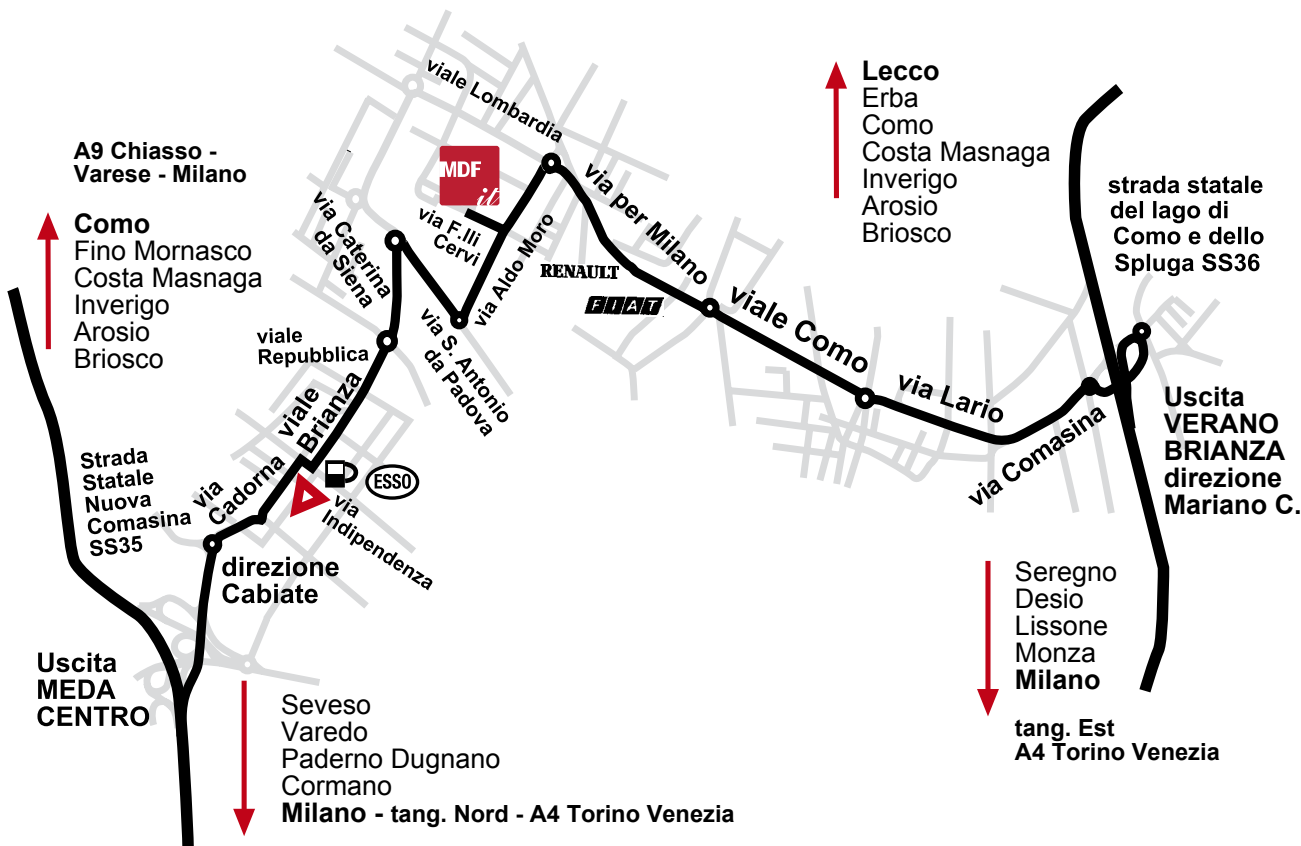 viale Lombardia
A9 Chiasso -
Varese - Milano
Como
Fino Mornasco
Costa Masnaga
Inverigo
Arosio
Briosco
MDF
it
via F.lli
Cervi
via Caterina
da Siena
via Aldo Moro
via S. Antonio
da Padova
via per Milano
RENAULT
FIAT
viale
Repubblica
viale
Brianza
via
Cadorna
ESSO
via
Indipendenza
Strada
Statale
Nuova
Comasina
SS35
direzione
Cabiate
Uscita
MEDA
CENTRO
Seveso
Varedo
Paderno Dugnano
Cormano
Milano - tang. Nord - A4 Torino Venezia
viale Como
via Lario
via Comasina
Lecco
Erba
Como
Costa Masnaga
Inverigo
Arosio
Briosco
strada statale
del lago di
Como e dello
Spluga SS36
Uscita
VERANO
BRIANZA
direzione
Mariano C.
Seregno
Desio
Lissone
Monza
Milano
tang. Est
A4 Torino Venezia